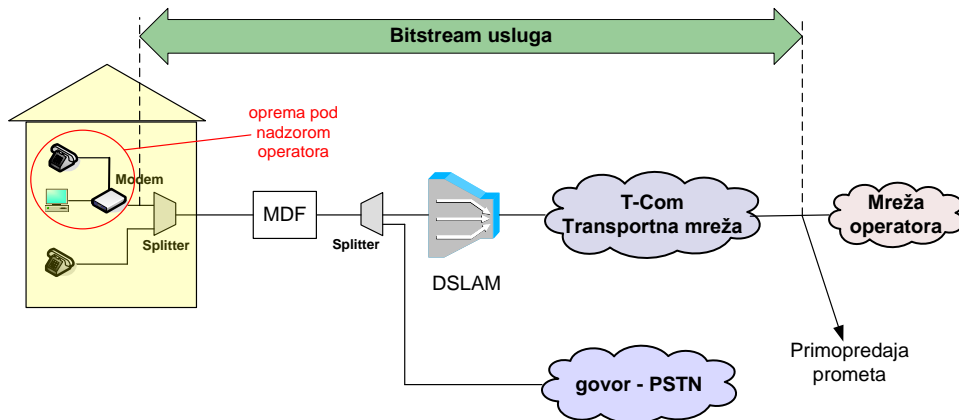 Bitstream usluga
oprema pod
nadzorom
operatora
Modem
Splitter
MDF
Splitter
DSLAM
T-Com
Transportna mreža
Mreža
operatora
Primopredaja
prometa
govor - PSTN